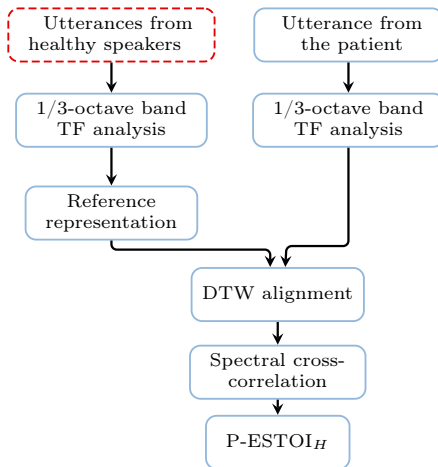 Utterances from
healthy speakers
Utterance from
the patient
1/3-octave band
TF analysis
1/3-octave band
TF analysis
Reference
representation
DTW alignment
Spectral cross-
correlation
P-ESTOI_H